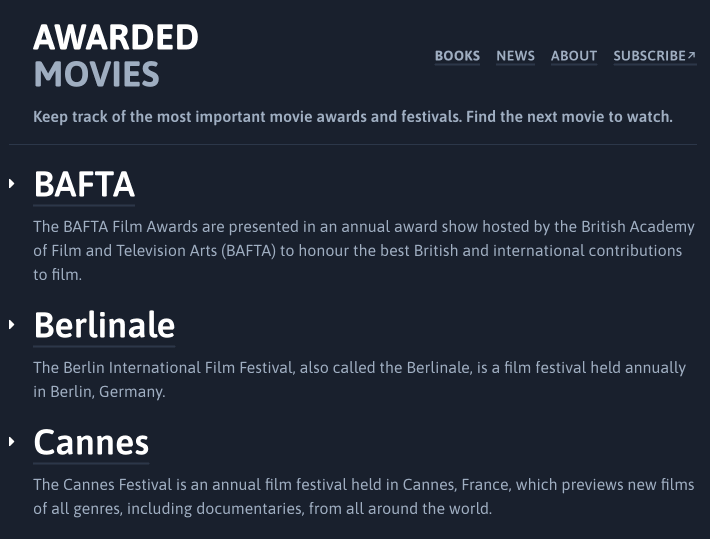 AWARDED
MOVIES
BOOKS NEWS ABOUT SUBSCRIBE↗
Keep track of the most important movie awards and festivals. Find the next movie to watch.
BAFTA
The BAFTA Film Awards are presented in an annual award show hosted by the British Academy
of Film and Television Arts (BAFTA) to honour the best British and international contributions
to film.
Berlinale
The Berlin International Film Festival, also called the Berlinale, is a film festival held annually
in Berlin, Germany.
Cannes
The Cannes Festival is an annual film festival held in Cannes, France, which previews new films
of all genres, including documentaries, from all around the world.